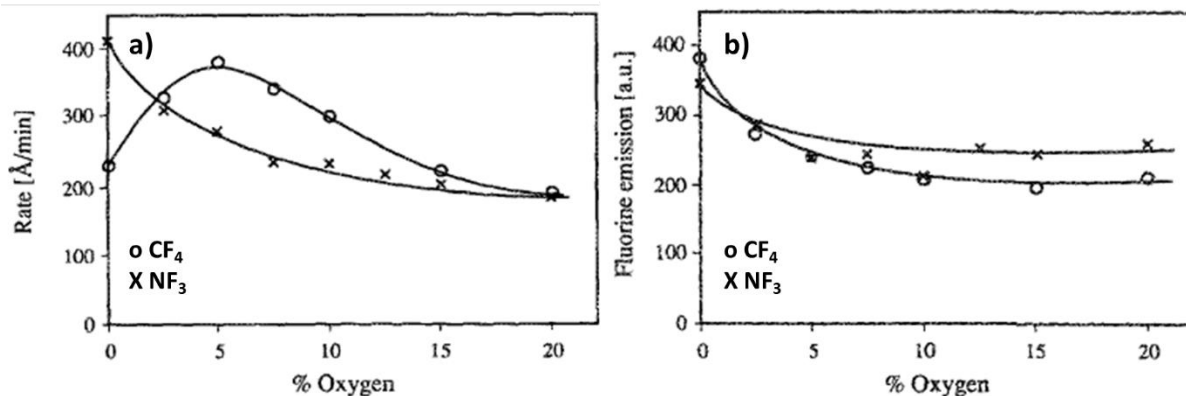 a)
Rate [Å/min]
400
300
200
100
0
o CF₄
X NF₃
0 5 10 15 20
% Oxygen
b)
Fluorine emission [a.u.]
400
300
200
100
0
o CF₄
X NF₃
0 5 10 15 20
% Oxygen